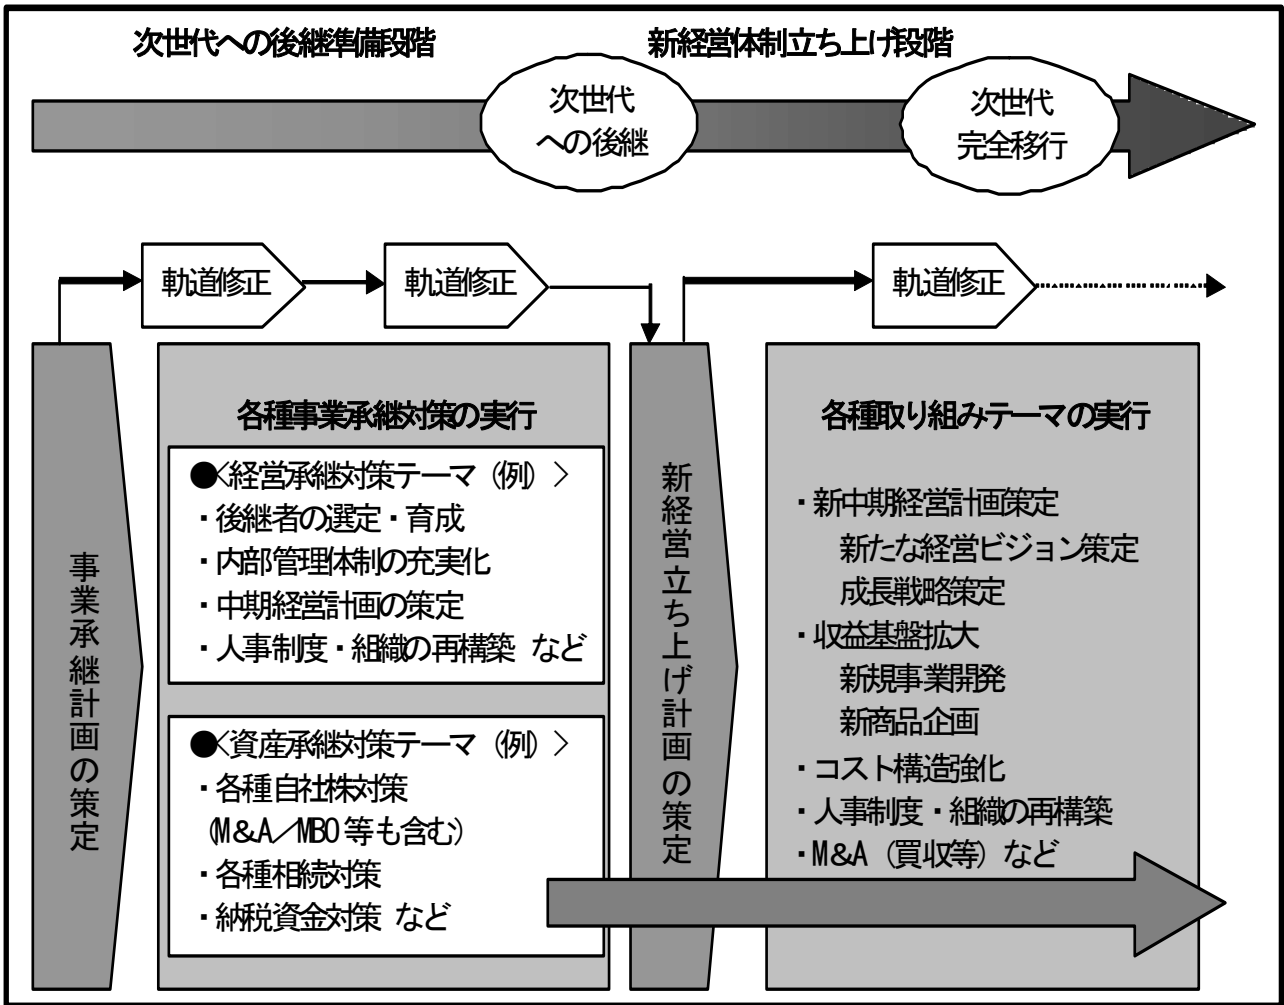 次世代への後継準備段階
新経営体制立ち上げ段階
次世代
への後継
次世代
完全移行
軌道修正
軌道修正
軌道修正
事業承継計画の策定
各種事業承継対策の実行
●<経営承継対策テーマ（例）>
・後継者の選定・育成
・内部管理体制の充実化
・中期経営計画の策定
・人事制度・組織の再構築 など
●<資産承継対策テーマ（例）>
・各種自社株対策
（M&A／MBO等も含む）
・各種相続対策
・納税資金対策 など
新経営立ち上げ計画の策定
各種取り組みテーマの実行
・新中期経営計画策定
新たな経営ビジョン策定
成長戦略策定
・収益基盤拡大
新規事業開発
新商品企画
・コスト構造強化
・人事制度・組織の再構築
・M&A（買収等）など